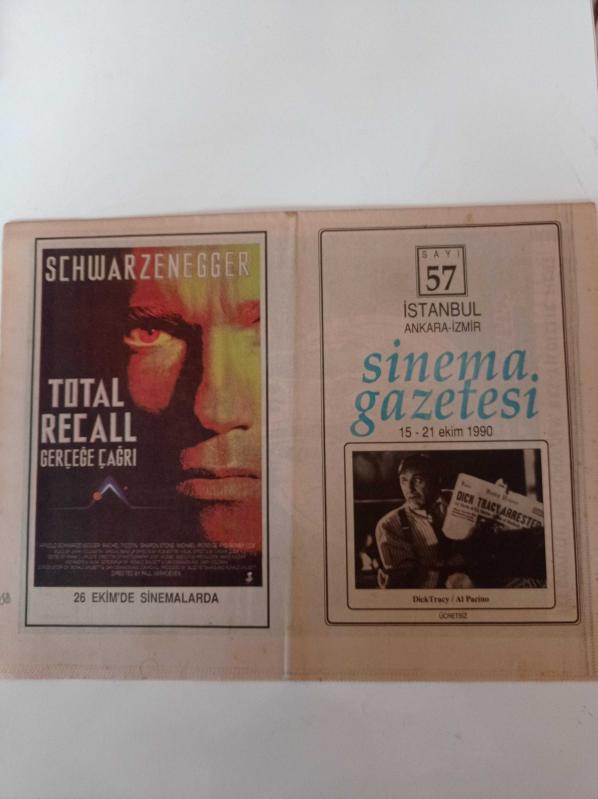 SCHWARZENEGGER
TOTAL
RECALL
GERÇEĞE ÇAĞRI
DIRECTED BY PAUL VERHOEVEN
26 EKİM'DE SİNEMALARDA
SAYI
57
İSTANBUL
ANKARA-İZMİR
sinema
gazetesi
15 - 21 ekim 1990
DICK TRACY ARRESTED
DickTracy / Al Pacino
ÜCRETSİZ